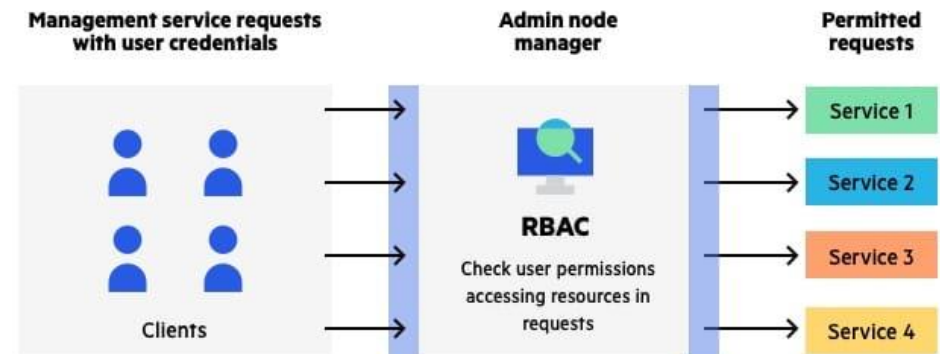 Management service requests
with user credentials
Admin node
manager
Permitted
requests
Clients
RBAC
Check user permissions
accessing resources in
requests
Service 1
Service 2
Service 3
Service 4